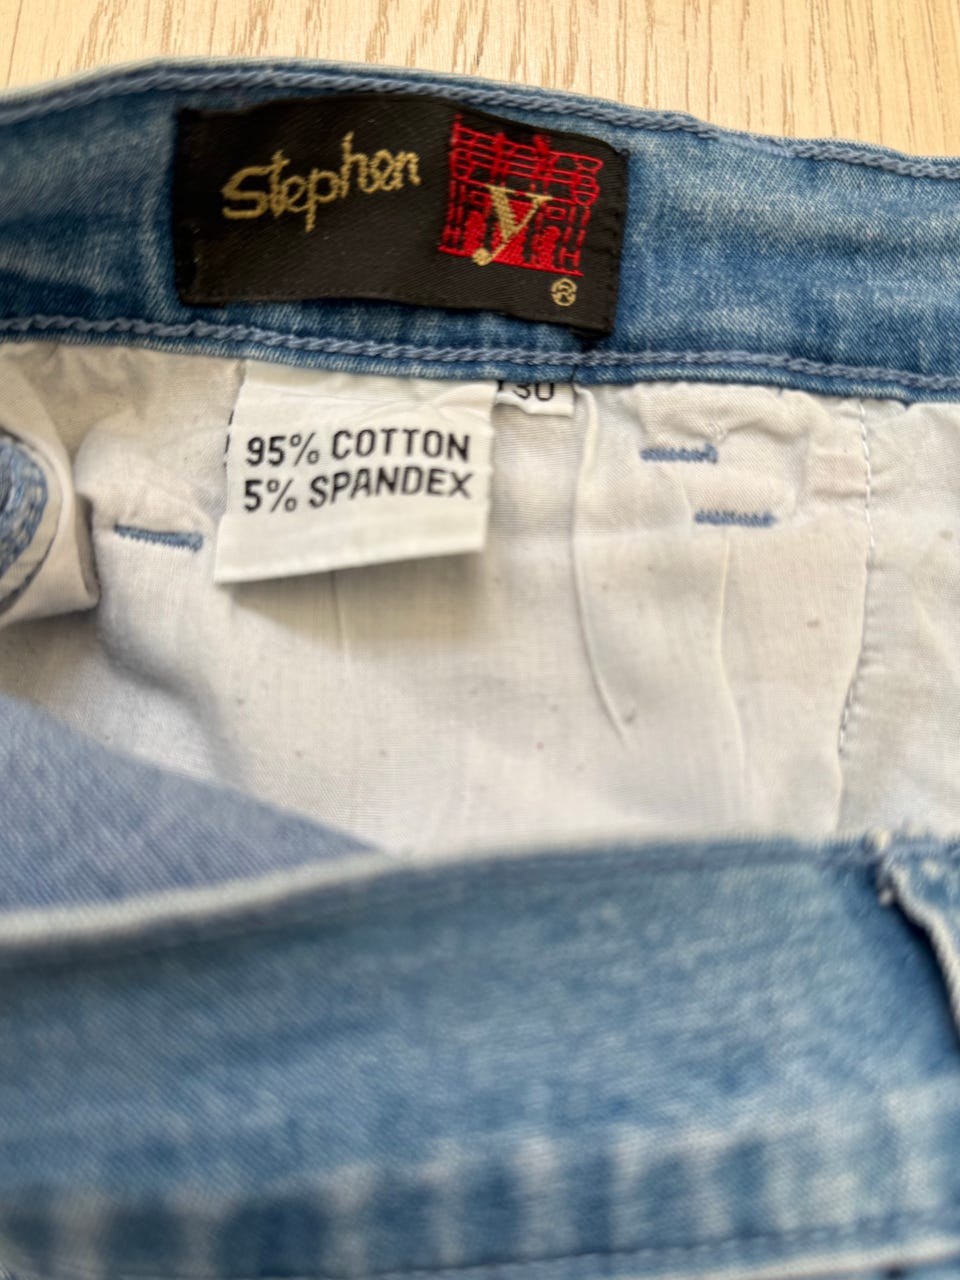 Stephen
y
®
30
95% COTTON
5% SPANDEX